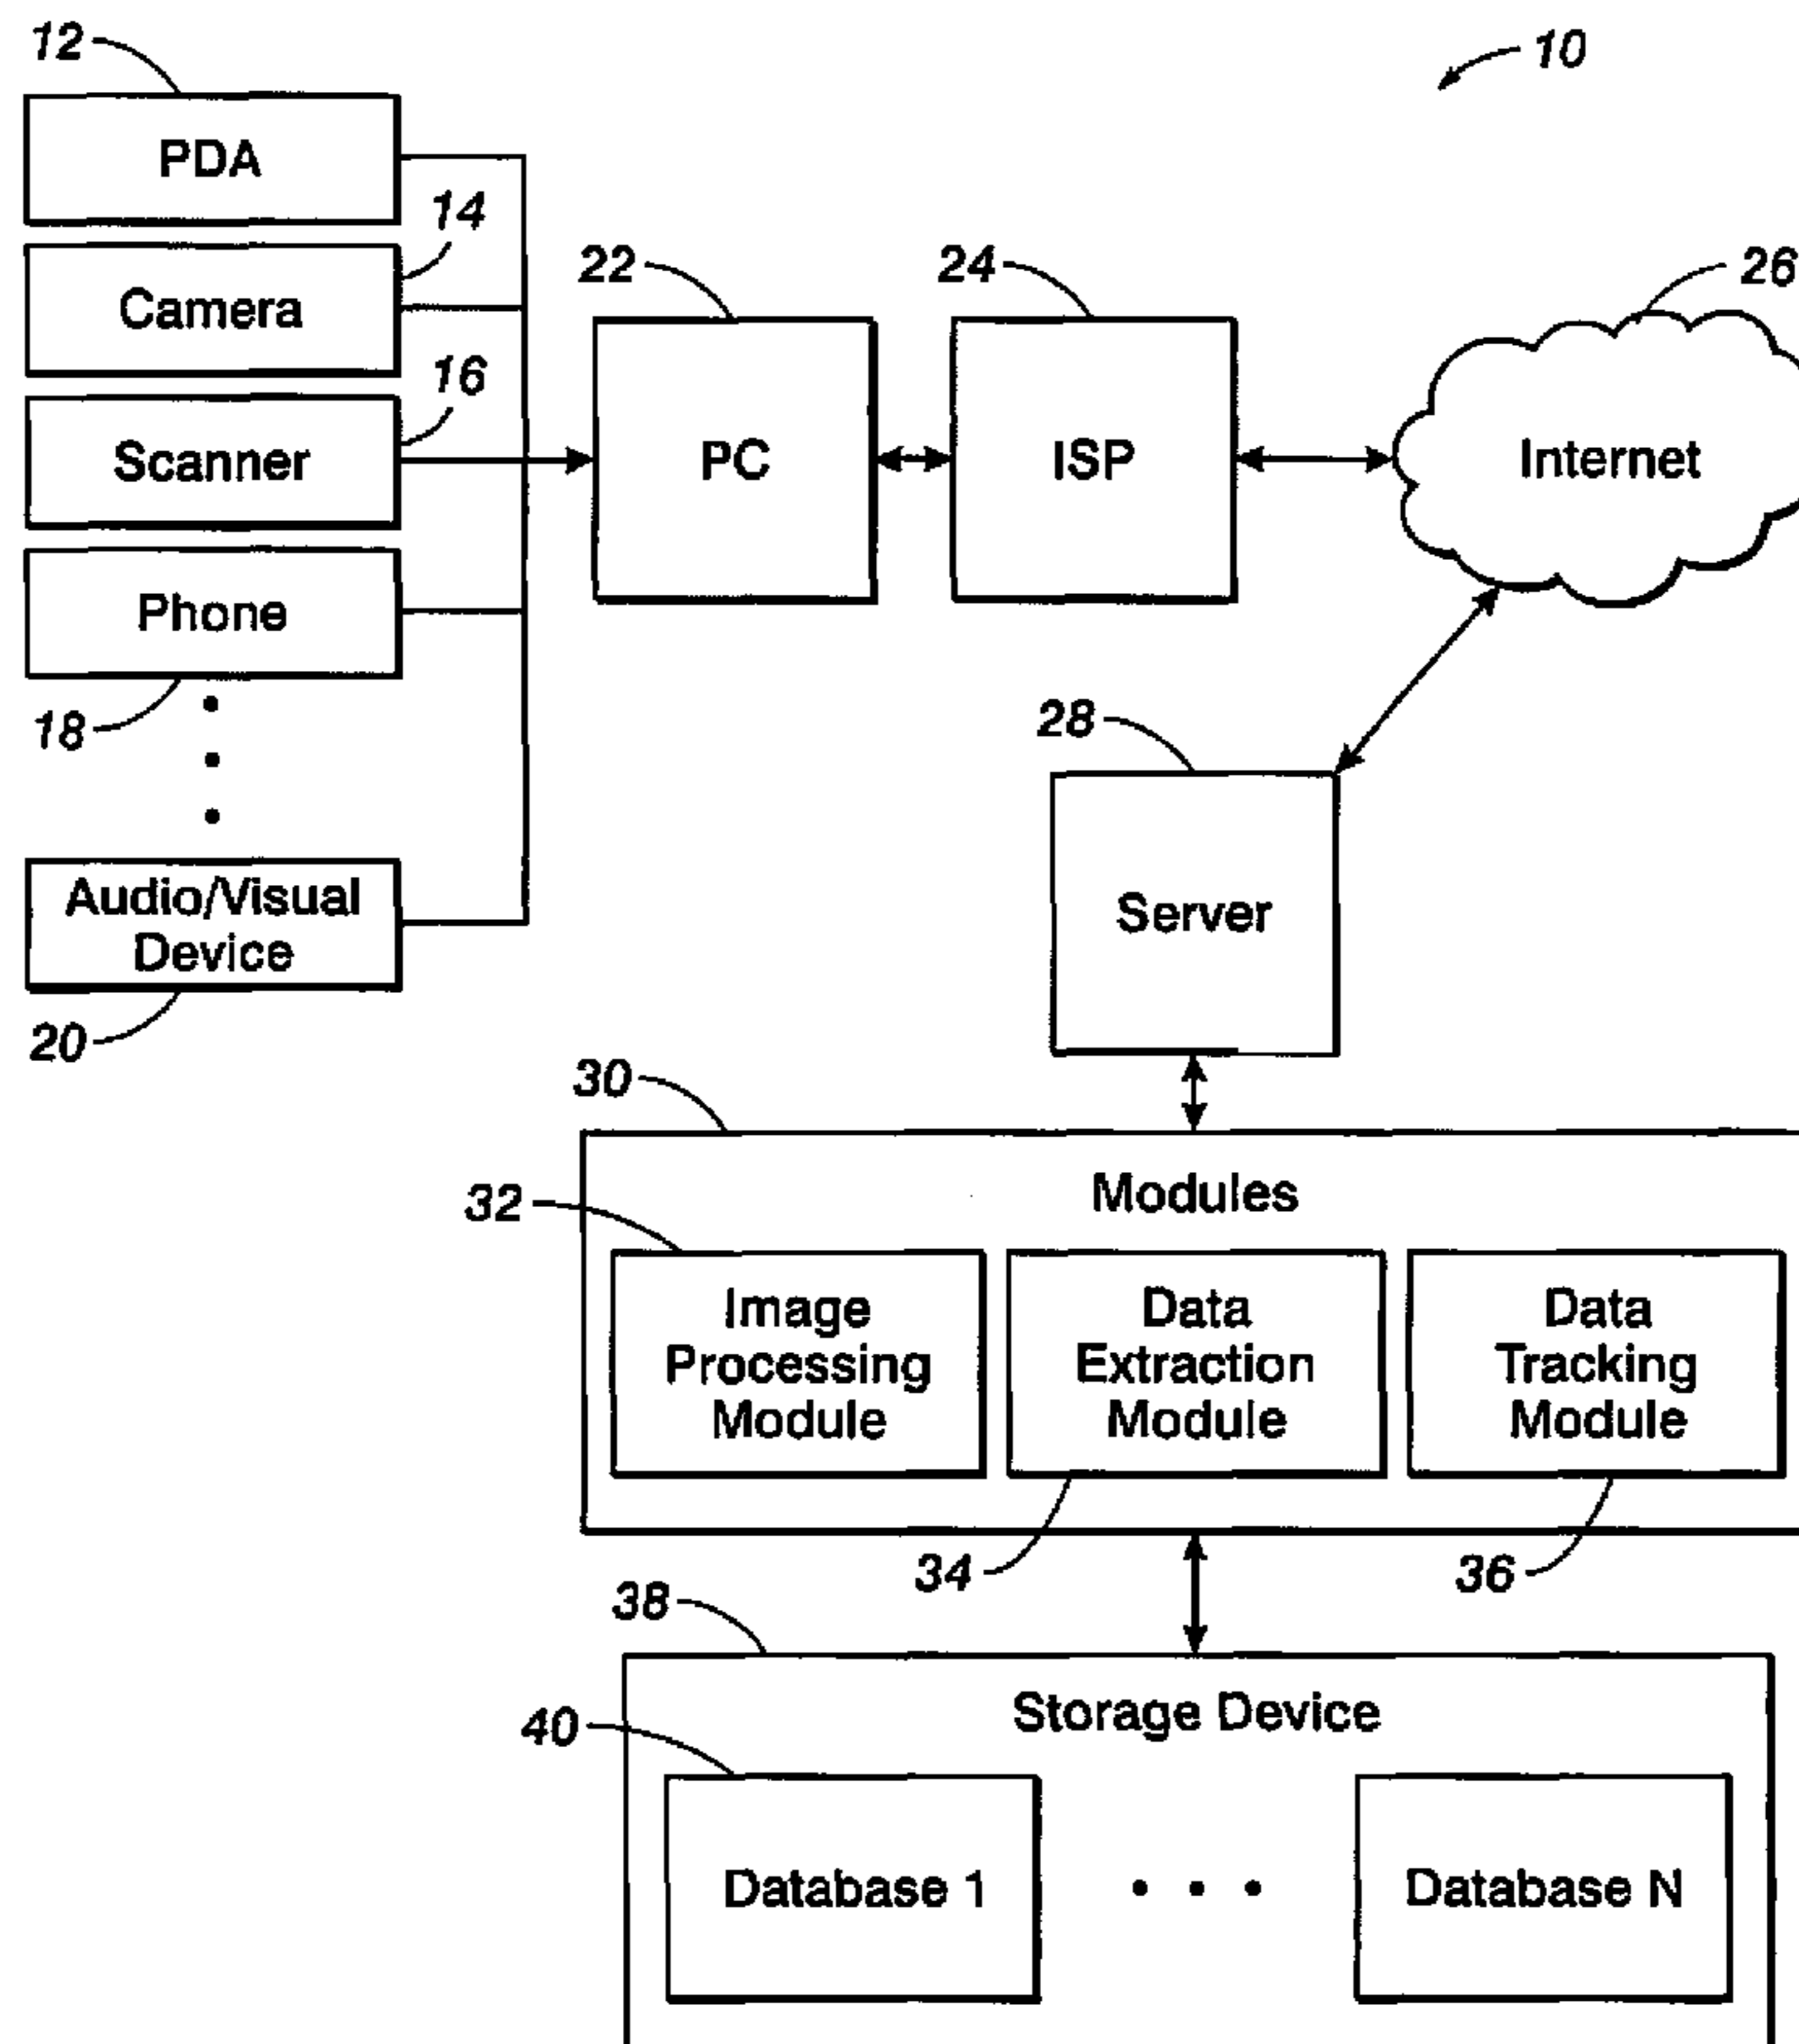 12
10
PDA
14
Camera
22
24
26
16
Scanner
PC
ISP
Internet
Phone
18
28
Audio/Visual
Device
Server
20
30
Modules
32
Image
Processing
Module
Data
Extraction
Module
Data
Tracking
Module
34
36
38
Storage Device
40
Database 1
Database N